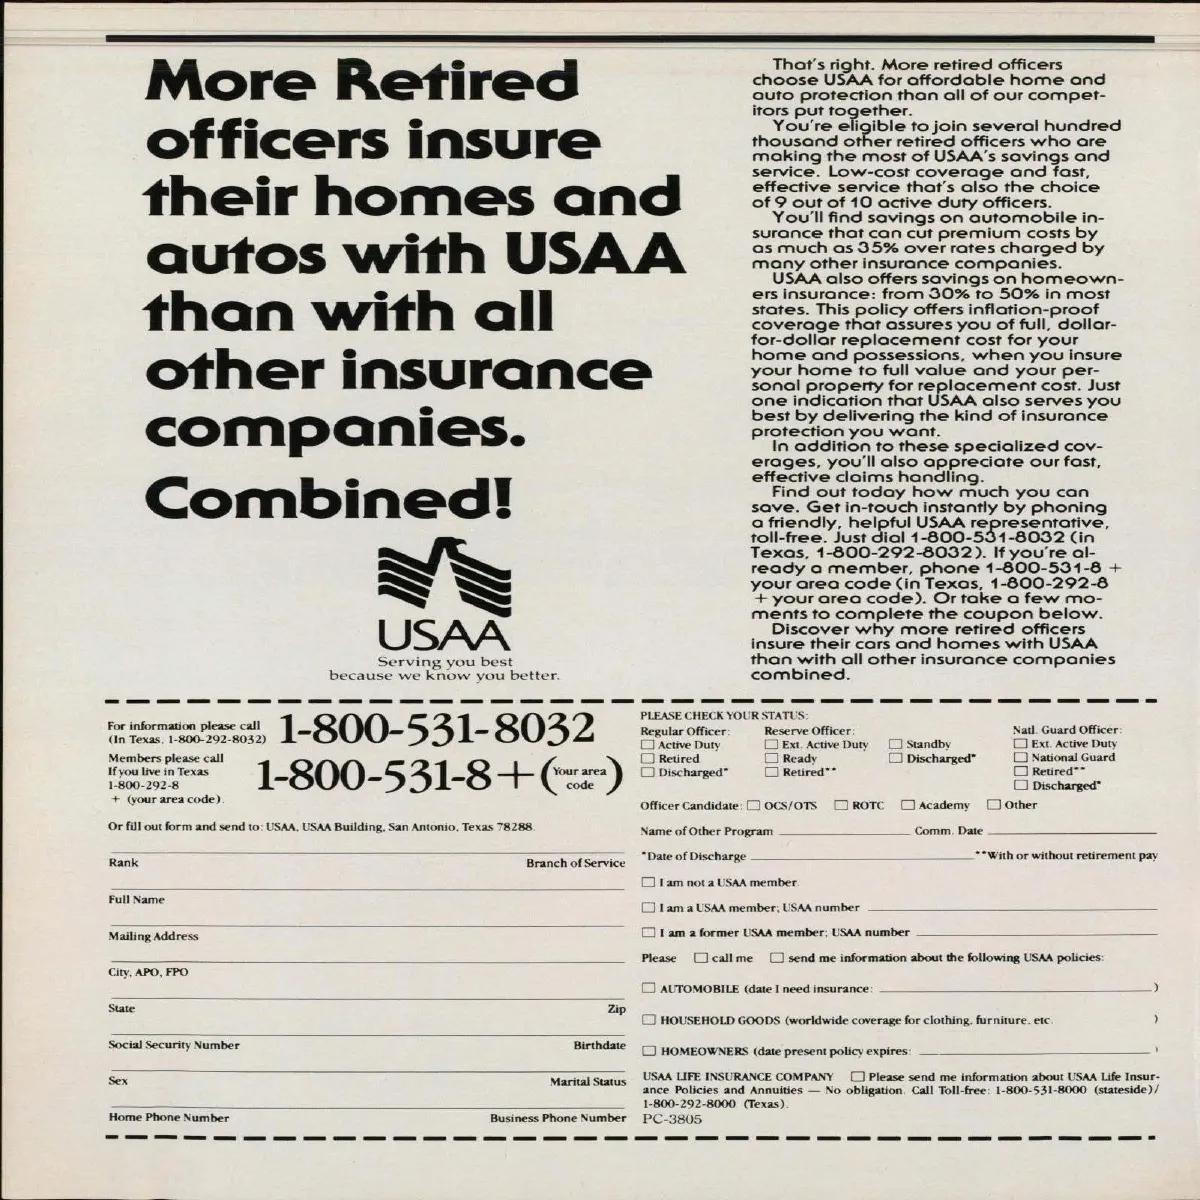 More Retired
officers insure
their homes and
autos with USAA
than with all
other insurance
companies.
Combined!
USAA
Serving you best
because we know you better.
That's right. More retired officers
choose USAA for affordable home and
auto protection than all of our compet-
itors put together.
You're eligible to join several hundred
thousand other retired officers who are
making the most of USAA's savings and
service. Low-cost coverage and fast,
effective service that's also the choice
of 9 out of 10 active duty officers.
You'll find savings on automobile in-
surance that can cut premium costs by
as much as 35% over rates charged by
many other insurance companies.
USAA also offers savings on homeown-
ers insurance: from 30% to 50% in most
states. This policy offers inflation-proof
coverage that assures you of full, dollar-
for-dollar replacement cost for your
home and possessions, when you insure
your home to full value and your per-
sonal property for replacement cost. Just
one indication that USAA also serves you
best by delivering the kind of insurance
protection you want.
In addition to these specialized cov-
erages, you'll also appreciate our fast,
effective claims handling.
Find out today how much you can
save. Get in-touch instantly by phoning
a friendly, helpful USAA representative,
toll-free. Just dial 1-800-531-8032 (in
Texas, 1-800-292-8032). If you're al-
ready a member, phone 1-800-531-8 +
your area code (in Texas, 1-800-292-8
+ your area code). Or take a few mo-
ments to complete the coupon below.
Discover why more retired officers
insure their cars and homes with USAA
than with all other insurance companies
combined.
For information please call
(In Texas, 1-800-292-8032)
1-800-531-8032
Members please call
If you live in Texas
1-800-292-8
+ (your area code).
1-800-531-8+(Your area code)
Or fill out form and send to: USAA, USAA Building, San Antonio, Texas 78288.
Rank Branch of Service
Full Name
Mailing Address
City, APO, FPO
State Zip
Social Security Number Birthdate
Sex Marital Status
Home Phone Number Business Phone Number
PLEASE CHECK YOUR STATUS:
Regular Officer: Reserve Officer: Natl. Guard Officer:
Active Duty Ext. Active Duty Standby Ext. Active Duty
Retired Ready Discharged* National Guard
Discharged* Retired** Retired**
Discharged*
Officer Candidate: OCS/OTS ROTC Academy Other
Name of Other Program Comm. Date
*Date of Discharge **With or without retirement pay
I am not a USAA member.
I am a USAA member; USAA number
I am a former USAA member; USAA number
Please call me send me information about the following USAA policies:
AUTOMOBILE (date I need insurance: )
HOUSEHOLD GOODS (worldwide coverage for clothing, furniture, etc. )
HOMEOWNERS (date present policy expires: )
USAA LIFE INSURANCE COMPANY Please send me information about USAA Life Insur-
ance Policies and Annuities — No obligation. Call Toll-free: 1-800-531-8000 (stateside)/
1-800-292-8000 (Texas).
PC-3805